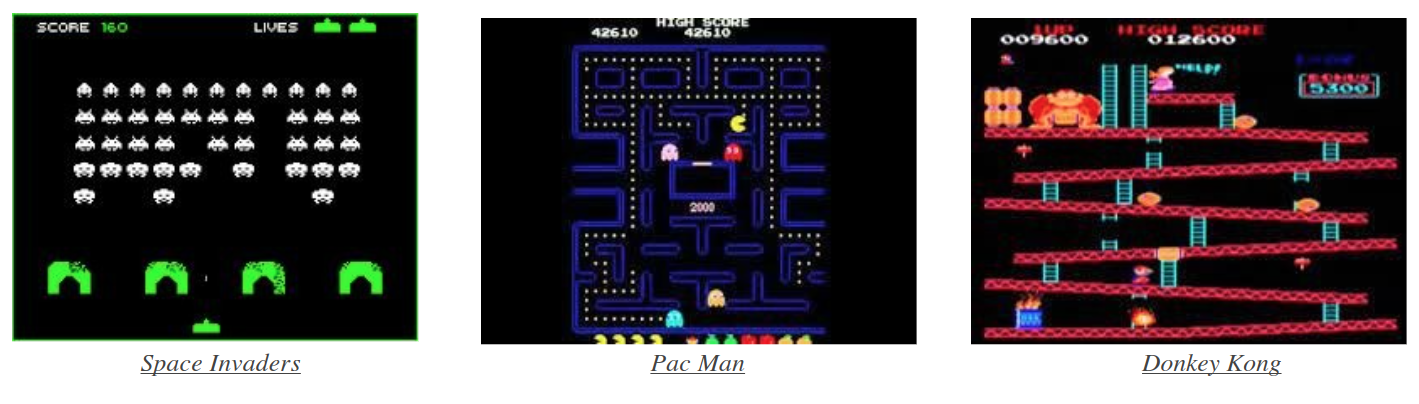 SCORE 160 LIVES
HIGH SCORE
42610 42610
2000
1UP HIGH SCORE
009600 012600
HELP!
BONUS
5300
Space Invaders Pac Man Donkey Kong